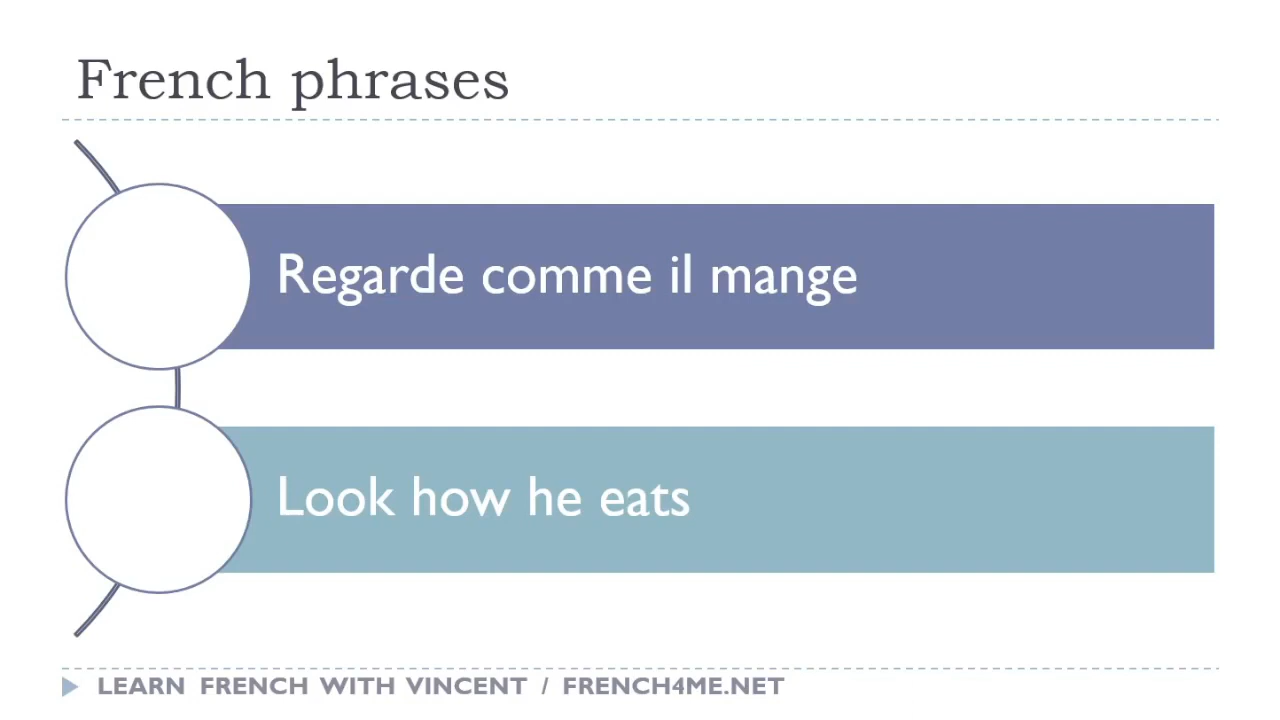 French phrases
Regarde comme il mange
Look how he eats
LEARN FRENCH WITH VINCENT / FRENCH4ME.NET